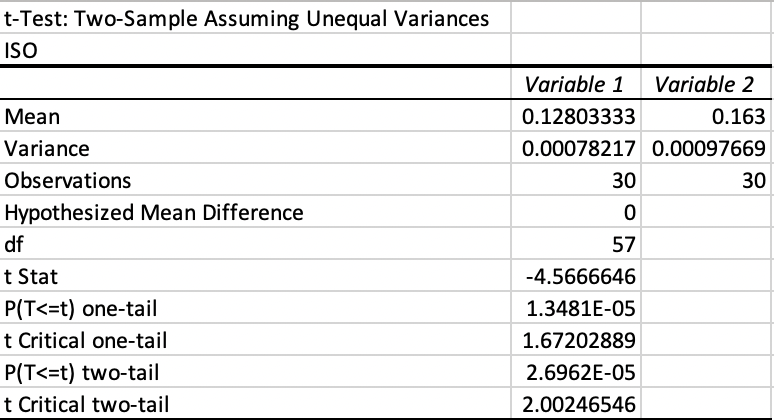 t-Test: Two-Sample Assuming Unequal Variances
ISO
Variable 1 Variable 2
Mean 0.12803333 0.163
Variance 0.00078217 0.00097669
Observations 30 30
Hypothesized Mean Difference 0
df 57
t Stat -4.5666646
P(T<=t) one-tail 1.3481E-05
t Critical one-tail 1.67202889
P(T<=t) two-tail 2.6962E-05
t Critical two-tail 2.00246546